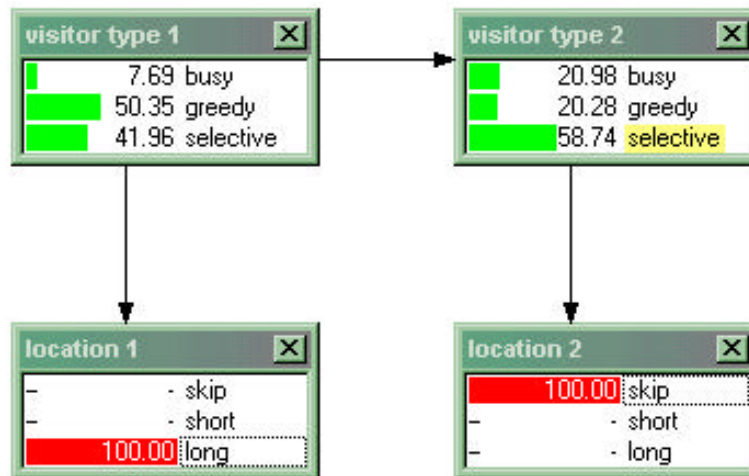 visitor type 1
7.69 busy
50.35 greedy
41.96 selective
visitor type 2
20.98 busy
20.28 greedy
58.74 selective
location 1
- - skip
- - short
100.00 long
location 2
100.00 skip
- - short
- - long